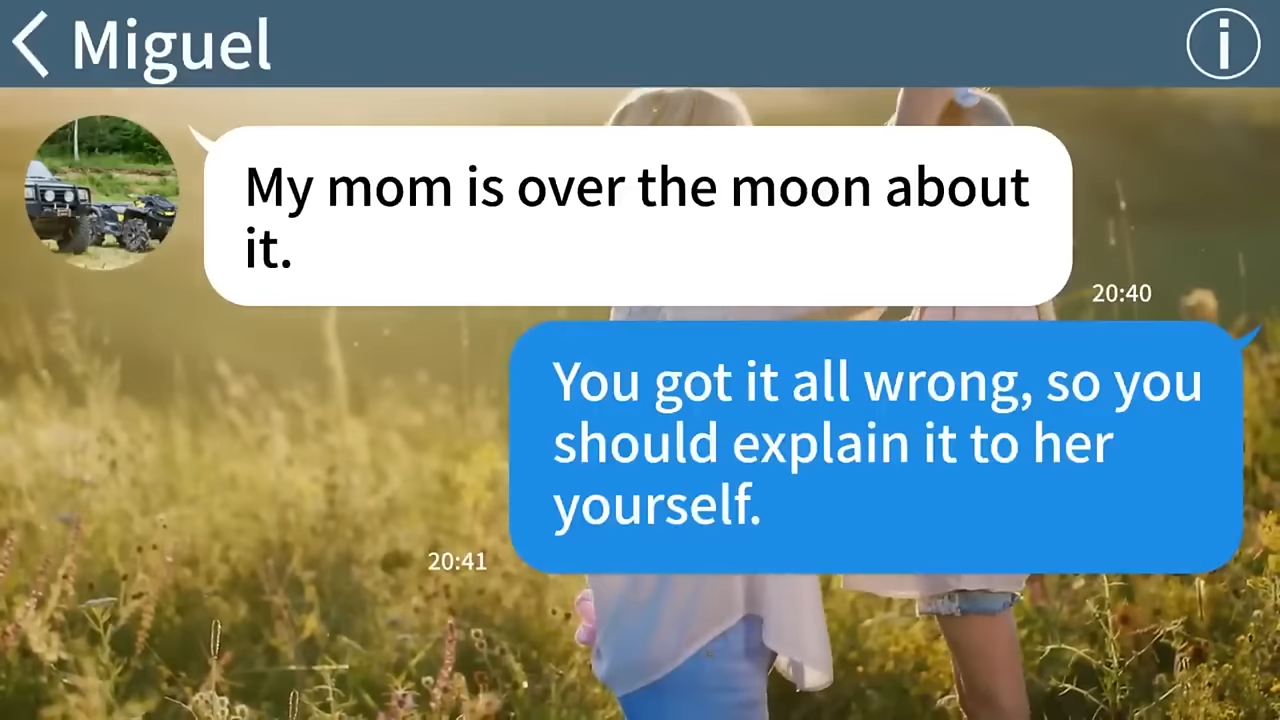 Miguel
My mom is over the moon about
it.
20:40
You got it all wrong, so you
should explain it to her
yourself.
20:41